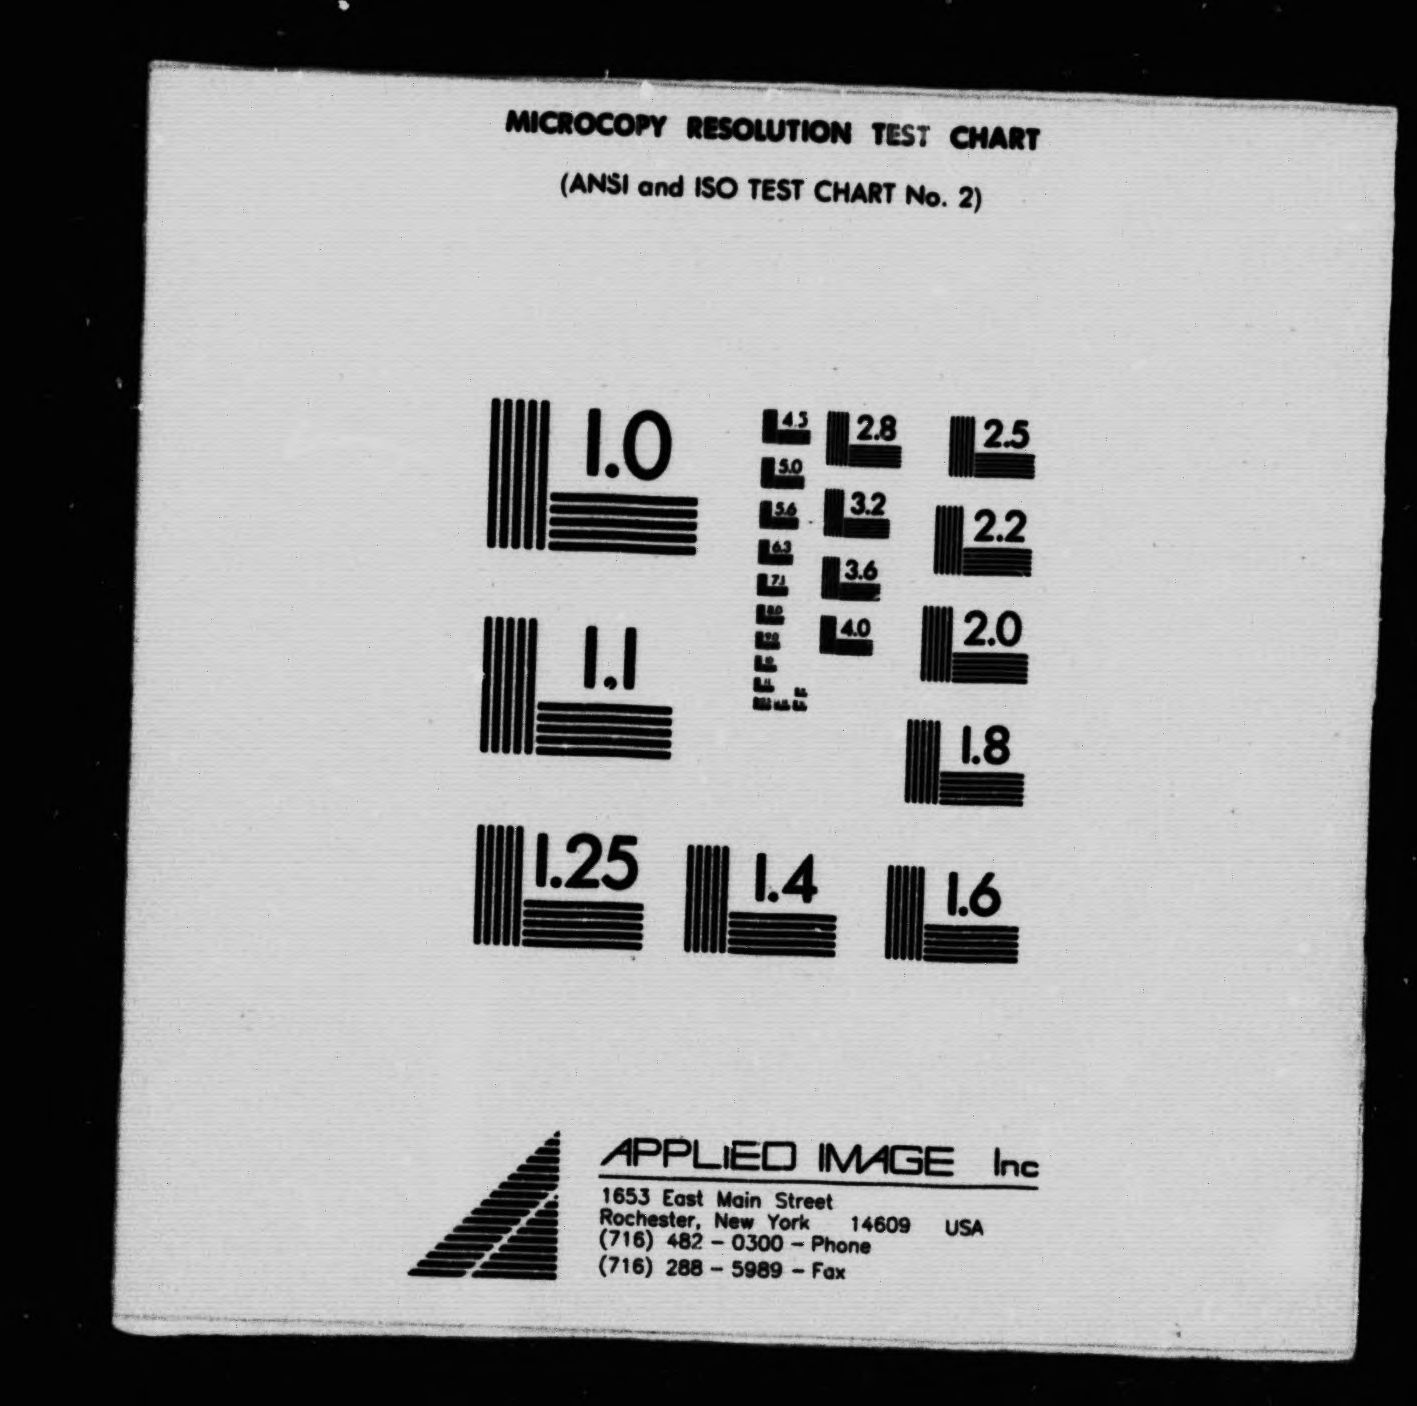 MICROCOPY RESOLUTION TEST CHART
(ANSI and ISO TEST CHART No. 2)
1.0
4.5
2.8
2.5
5.0
3.2
5.6
2.2
6.3
3.6
7.1
2.0
8.0
4.0
1.1
9.0
1.8
1.25
1.4
1.6
APPLIED IMAGE Inc
1653 East Main Street
Rochester, New York 14609 USA
(716) 482 - 0300 - Phone
(716) 288 - 5989 - Fax